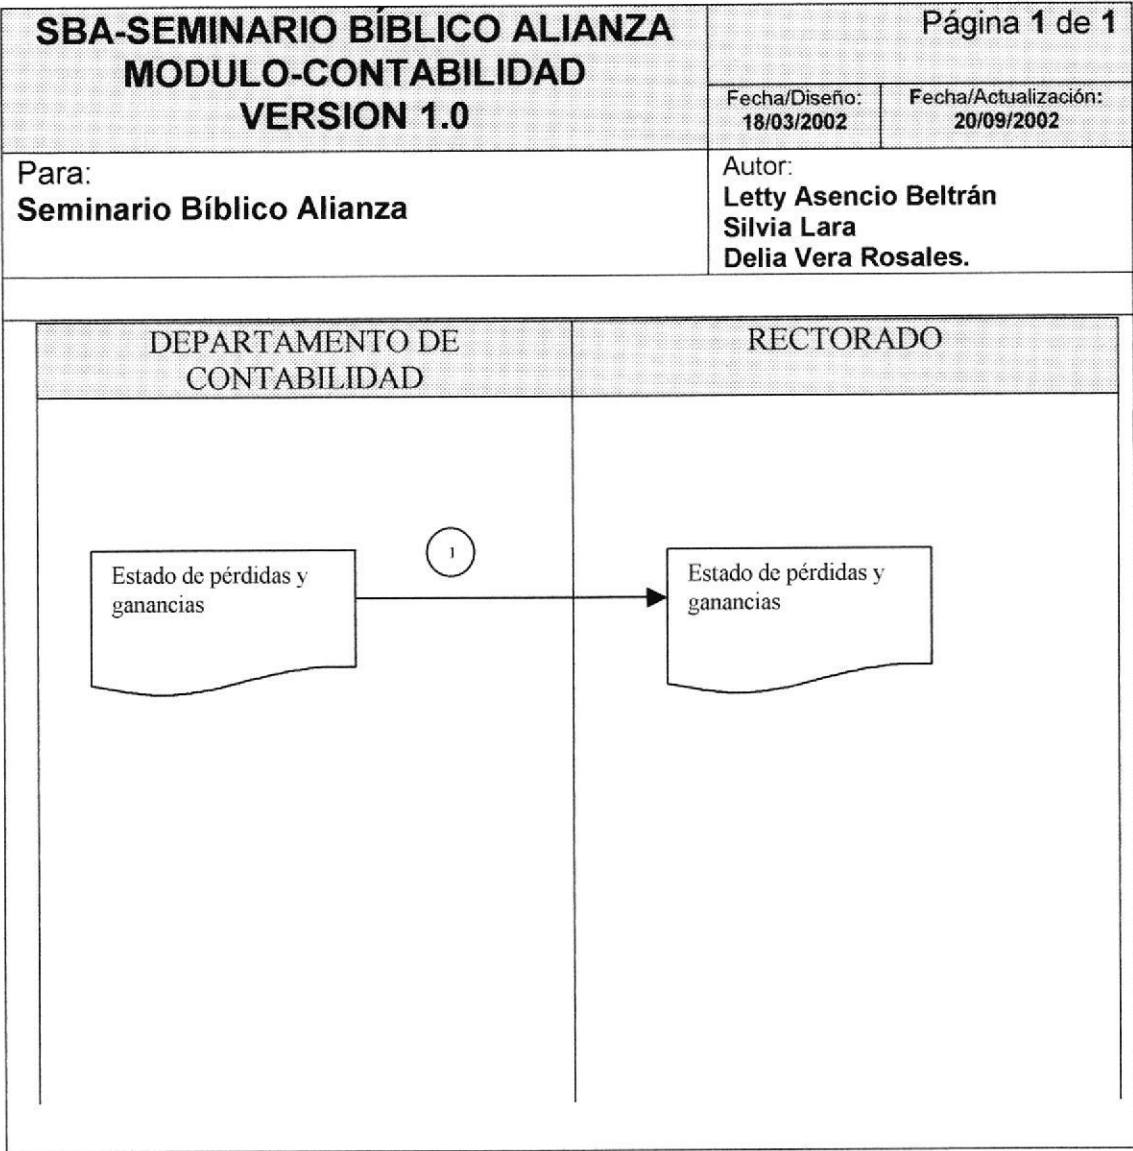 SBA-SEMINARIO BÍBLICO ALIANZA
MODULO-CONTABILIDAD
VERSION 1.0
Página 1 de 1
Fecha/Diseño:
18/03/2002
Fecha/Actualización:
20/09/2002
Para:
Seminario Bíblico Alianza
Autor:
Letty Asencio Beltrán
Silvia Lara
Delia Vera Rosales.
DEPARTAMENTO DE
CONTABILIDAD
RECTORADO
1
Estado de pérdidas y
ganancias
Estado de pérdidas y
ganancias